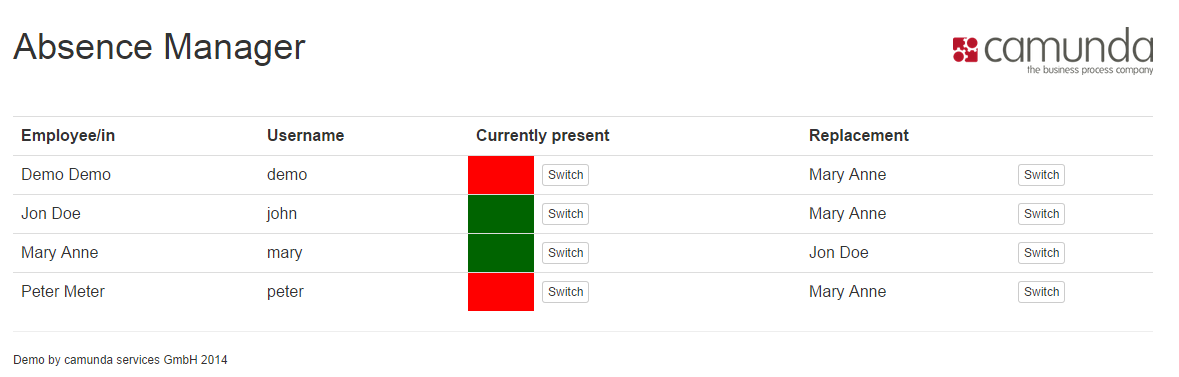 Absence Manager
camunda
the business process company
Employee/in Username Currently present Replacement
Demo Demo demo Switch Mary Anne Switch
Jon Doe john Switch Mary Anne Switch
Mary Anne mary Switch Jon Doe Switch
Peter Meter peter Switch Mary Anne Switch
Demo by camunda services GmbH 2014